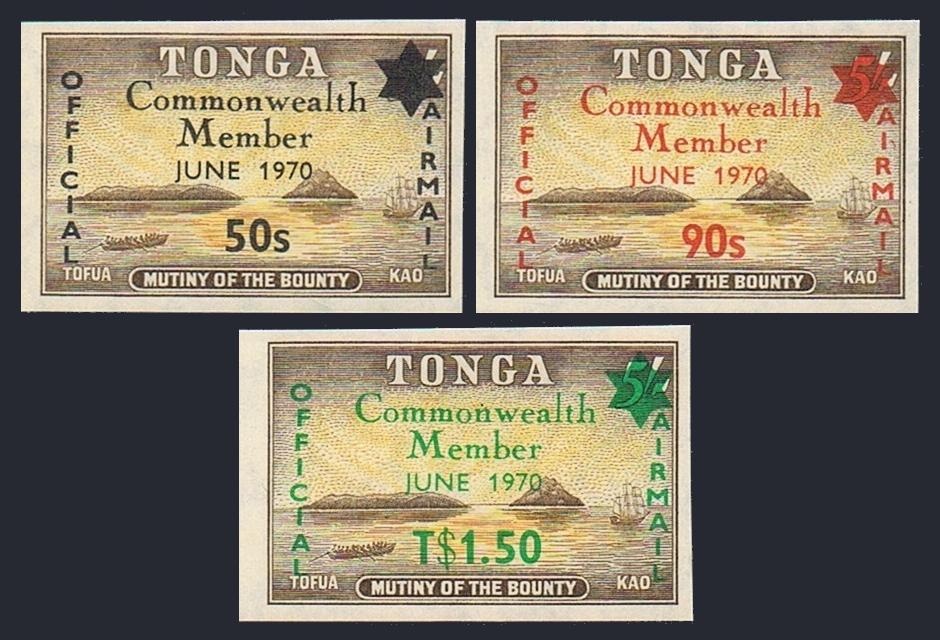 TONGA
OFFICIAL
Commonwealth
Member
JUNE 1970
AIRMAIL
50s
TOFUA
MUTINY OF THE BOUNTY
KAO
TONGA
5/-
OFFICIAL
Commonwealth
Member
JUNE 1970
AIRMAIL
90s
TOFUA
MUTINY OF THE BOUNTY
KAO
TONGA
5/-
OFFICIAL
Commonwealth
Member
JUNE 1970
AIRMAIL
T$1.50
TOFUA
MUTINY OF THE BOUNTY
KAO